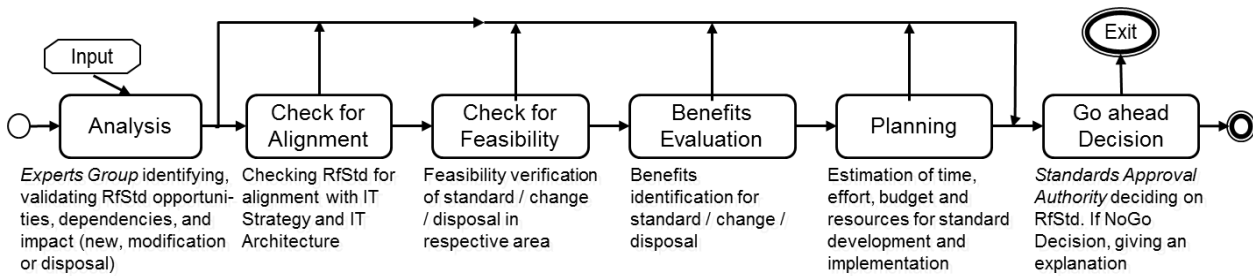 Input
Exit
Analysis
Check for
Alignment
Check for
Feasibility
Benefits
Evaluation
Planning
Go ahead
Decision
Experts Group identifying,
validating RfStd opportuni-
ties, dependencies, and
impact (new, modification
or disposal)
Checking RfStd for
alignment with IT
Strategy and IT
Architecture
Feasibility verification
of standard / change
/ disposal in
respective area
Benefits
identification for
standard / change /
disposal
Estimation of time,
effort, budget and
resources for standard
development and
implementation
Standards Approval
Authority deciding on
RfStd. If NoGo
Decision, giving an
explanation